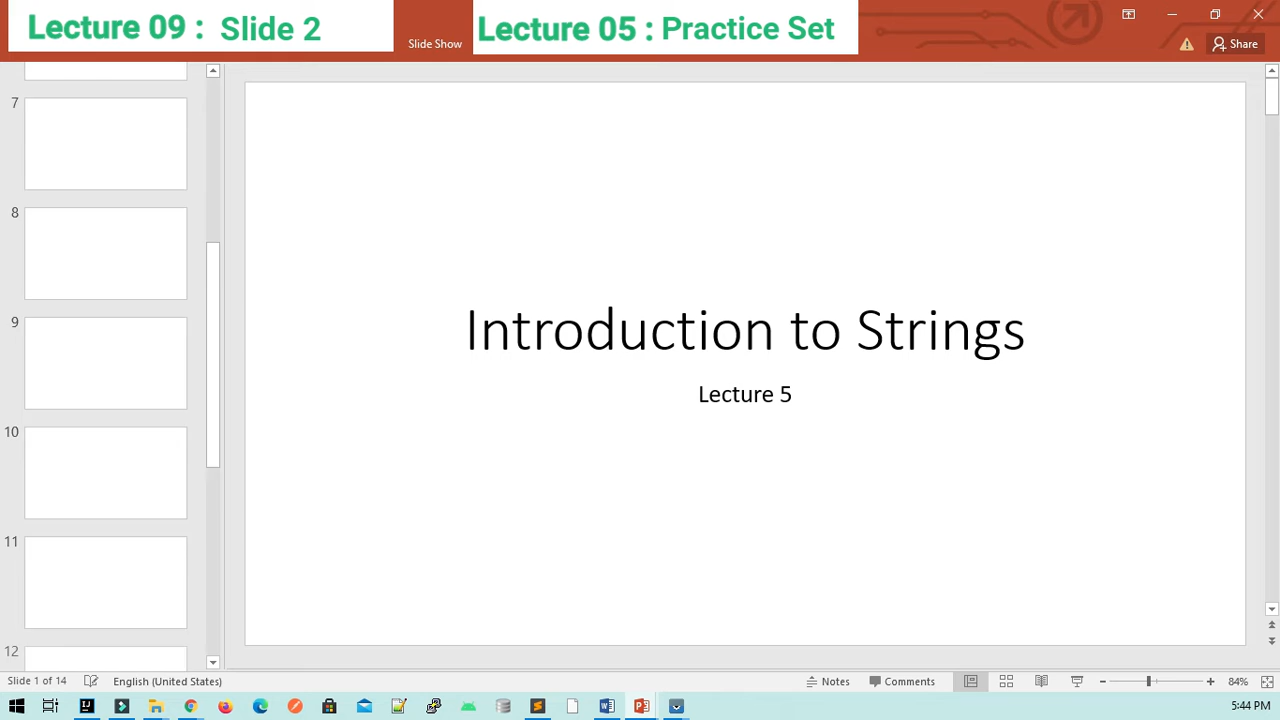 Lecture 09 : Slide 2
Lecture 05 : Practice Set
Slide Show
Share
7
8
9
10
11
12
Introduction to Strings
Lecture 5
Slide 1 of 14
English (United States)
Notes
Comments
84%
5:44 PM